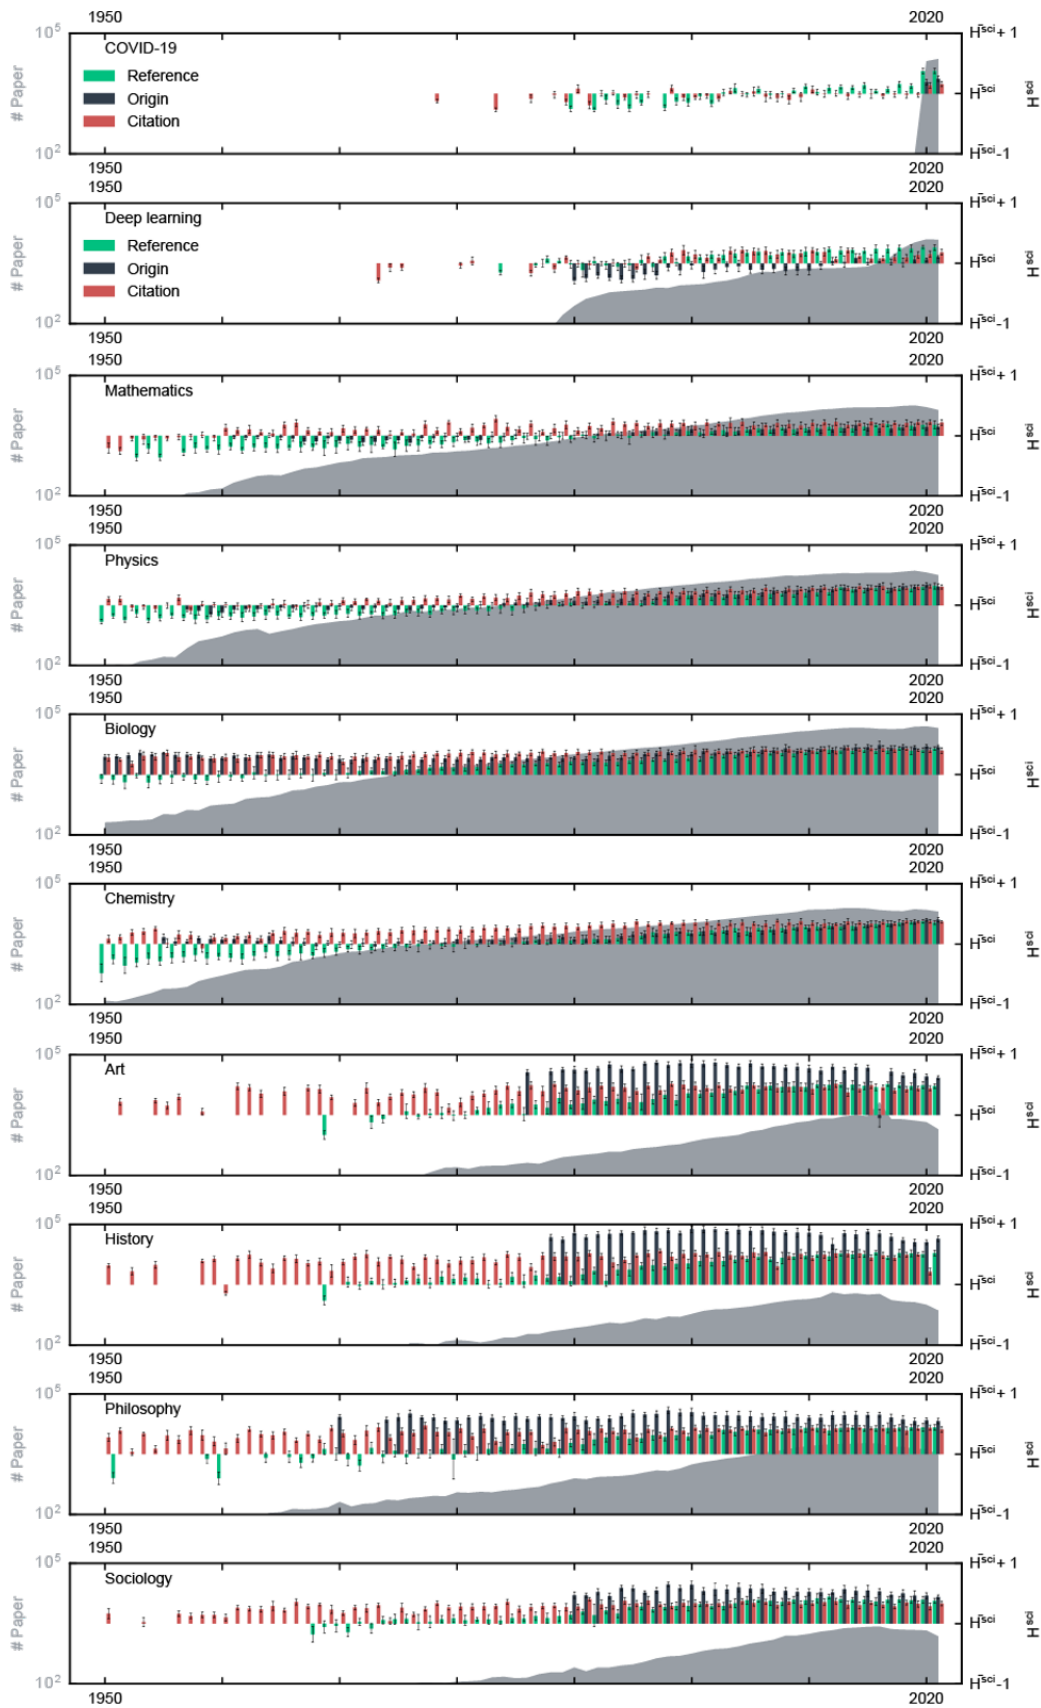 1950 2020
10⁵ H̃ˢᶜⁱ + 1
COVID-19
Reference
Origin
Citation
# Paper H̃ˢᶜⁱ Hˢᶜⁱ
10² H̃ˢᶜⁱ-1
1950 2020
1950 2020
10⁵ H̃ˢᶜⁱ + 1
Deep learning
Reference
Origin
Citation
# Paper H̃ˢᶜⁱ Hˢᶜⁱ
10² H̃ˢᶜⁱ-1
1950 2020
1950 2020
10⁵ H̃ˢᶜⁱ + 1
Mathematics
# Paper H̃ˢᶜⁱ Hˢᶜⁱ
10² H̃ˢᶜⁱ-1
1950 2020
1950 2020
10⁵ H̃ˢᶜⁱ + 1
Physics
# Paper H̃ˢᶜⁱ Hˢᶜⁱ
10² H̃ˢᶜⁱ-1
1950 2020
1950 2020
10⁵ H̃ˢᶜⁱ + 1
Biology
# Paper H̃ˢᶜⁱ Hˢᶜⁱ
10² H̃ˢᶜⁱ-1
1950 2020
1950 2020
10⁵ H̃ˢᶜⁱ + 1
Chemistry
# Paper H̃ˢᶜⁱ Hˢᶜⁱ
10² H̃ˢᶜⁱ-1
1950 2020
1950 2020
10⁵ H̃ˢᶜⁱ + 1
Art
# Paper H̃ˢᶜⁱ Hˢᶜⁱ
10² H̃ˢᶜⁱ-1
1950 2020
1950 2020
10⁵ H̃ˢᶜⁱ + 1
History
# Paper H̃ˢᶜⁱ Hˢᶜⁱ
10² H̃ˢᶜⁱ-1
1950 2020
1950 2020
10⁵ H̃ˢᶜⁱ + 1
Philosophy
# Paper H̃ˢᶜⁱ Hˢᶜⁱ
10² H̃ˢᶜⁱ-1
1950 2020
1950 2020
10⁵ H̃ˢᶜⁱ + 1
Sociology
# Paper H̃ˢᶜⁱ Hˢᶜⁱ
10² H̃ˢᶜⁱ-1
1950 2020